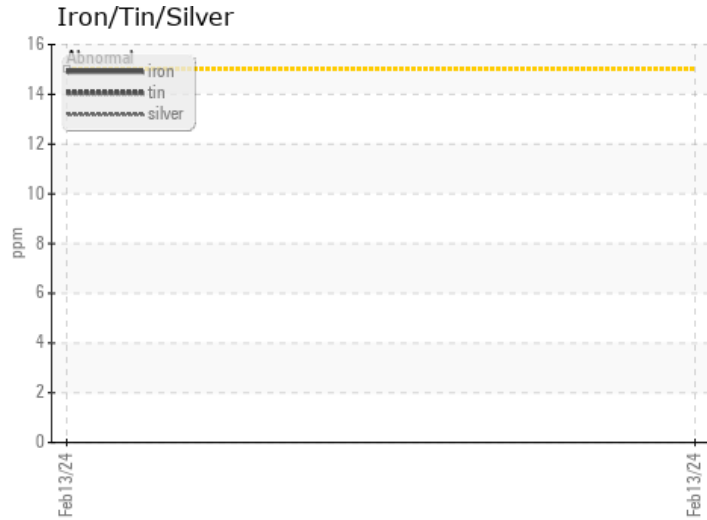 Iron/Tin/Silver
16
14
12
10
8
6
4
2
0
ppm
Abnormal
iron
tin
silver
Feb13/24
Feb13/24